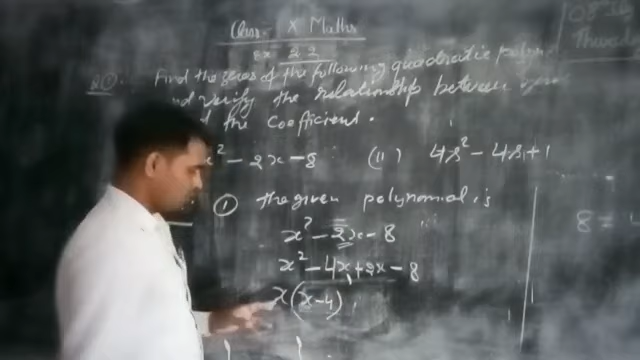 Class X Maths
Ex 2.2
Q①. Find the zeros of the following quadratic
and verify the relationship between
the coefficient.
x² - 2x - 8 (ii) 4s² - 4s + 1
① the given polynomial is
x² - 2x - 8
x² - 4x + 2x - 8
x(x-4)
8 =